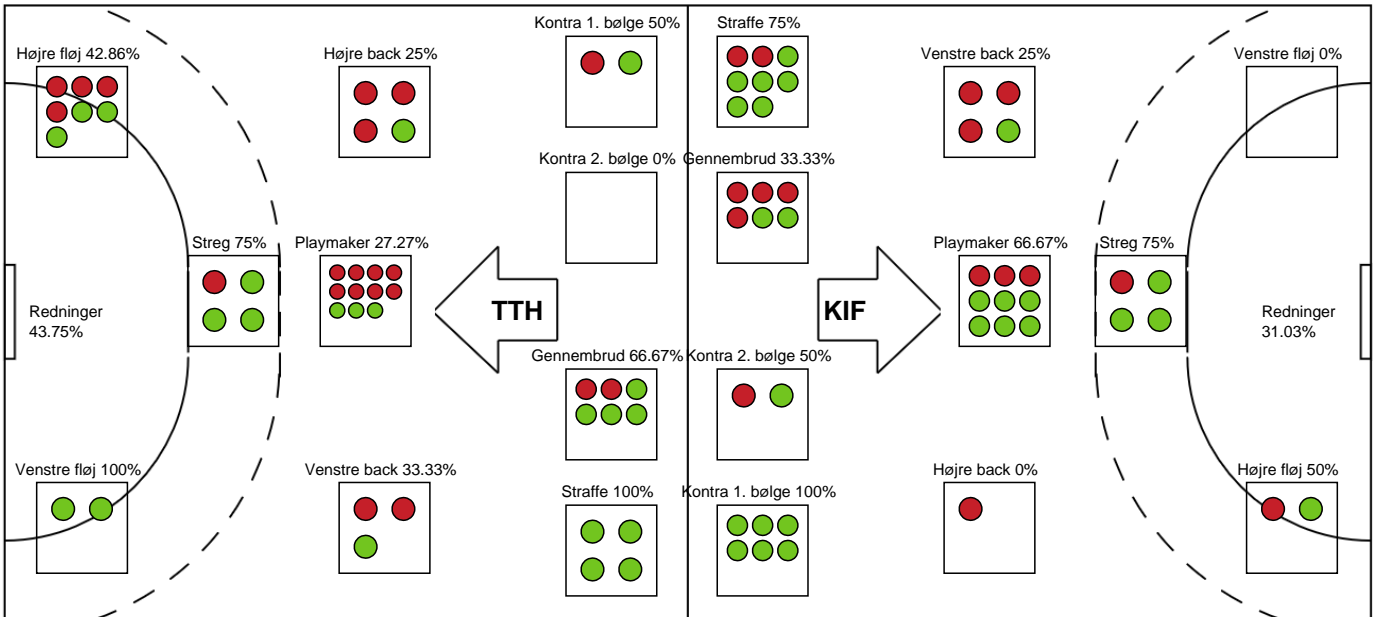 Kontra 1. bølge 50%
Straffe 75%
Højre fløj 42.86%
Højre back 25%
Venstre back 25%
Venstre fløj 0%
Kontra 2. bølge 0%
Gennembrud 33.33%
Streg 75%
Playmaker 27.27%
Playmaker 66.67%
Streg 75%
Redninger
43.75%
TTH
KIF
Redninger
31.03%
Gennembrud 66.67%
Kontra 2. bølge 50%
Venstre fløj 100%
Venstre back 33.33%
Straffe 100%
Kontra 1. bølge 100%
Højre back 0%
Højre fløj 50%